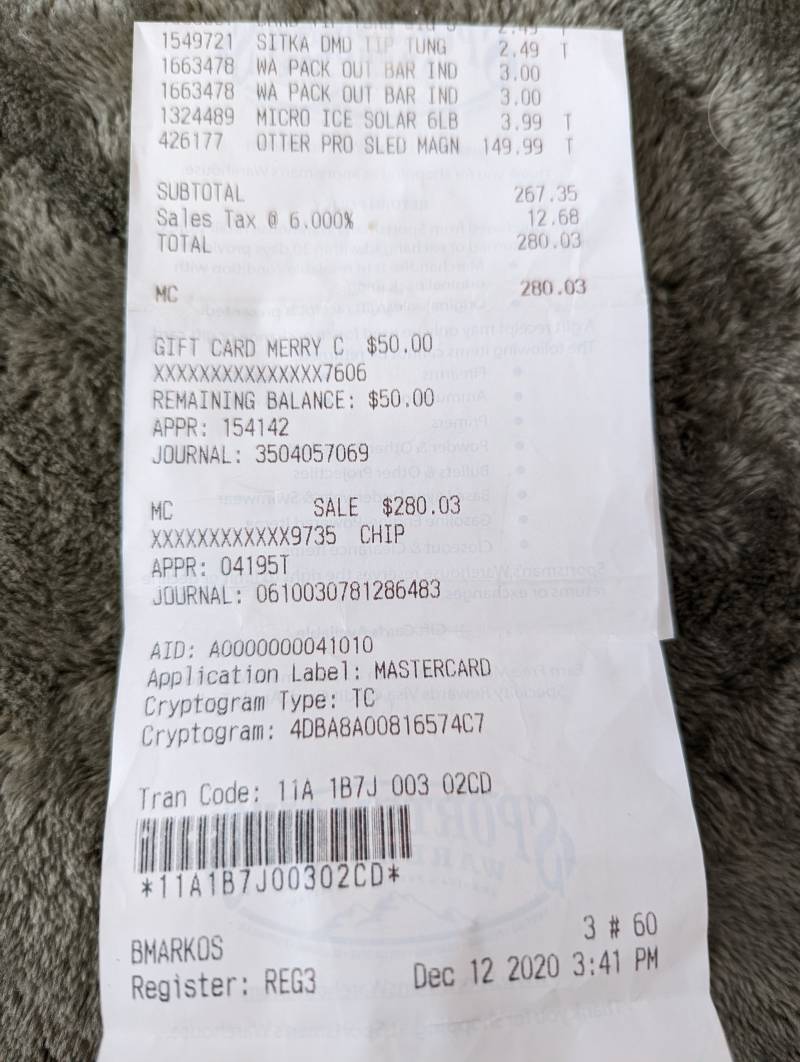 2.49 T
1549721 SITKA DMD TIP TUNG 2.49 T
1663478 WA PACK OUT BAR IND 3.00
1663478 WA PACK OUT BAR IND 3.00
1324489 MICRO ICE SOLAR 6LB 3.99 T
426177 OTTER PRO SLED MAGN 149.99 T
SUBTOTAL 267.35
Sales Tax @ 6.000% 12.68
TOTAL 280.03
MC 280.03
GIFT CARD MERRY C $50.00
XXXXXXXXXXXXXXX7606
REMAINING BALANCE: $50.00
APPR: 154142
JOURNAL: 3504057069
MC SALE $280.03
XXXXXXXXXXXX9735 CHIP
APPR: 04195T
JOURNAL: 0610030781286483
AID: A0000000041010
Application Label: MASTERCARD
Cryptogram Type: TC
Cryptogram: 4DBA8A00816574C7
Tran Code: 11A 1B7J 003 02CD
*11A1B7J00302CD*
3 # 60
BMARKOS
Register: REG3 Dec 12 2020 3:41 PM